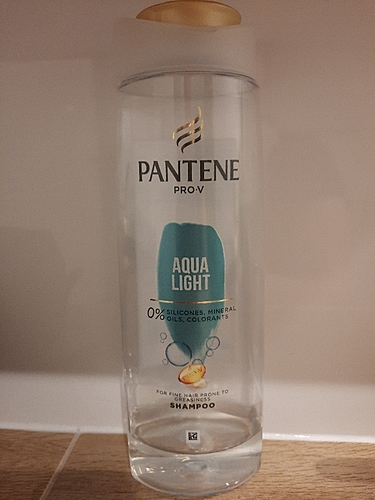 PANTENE
PRO-V
AQUA
LIGHT
0% SILICONES, MINERAL
OILS, COLORANTS
FOR FINE HAIR PRONE TO
GREASINESS
SHAMPOO